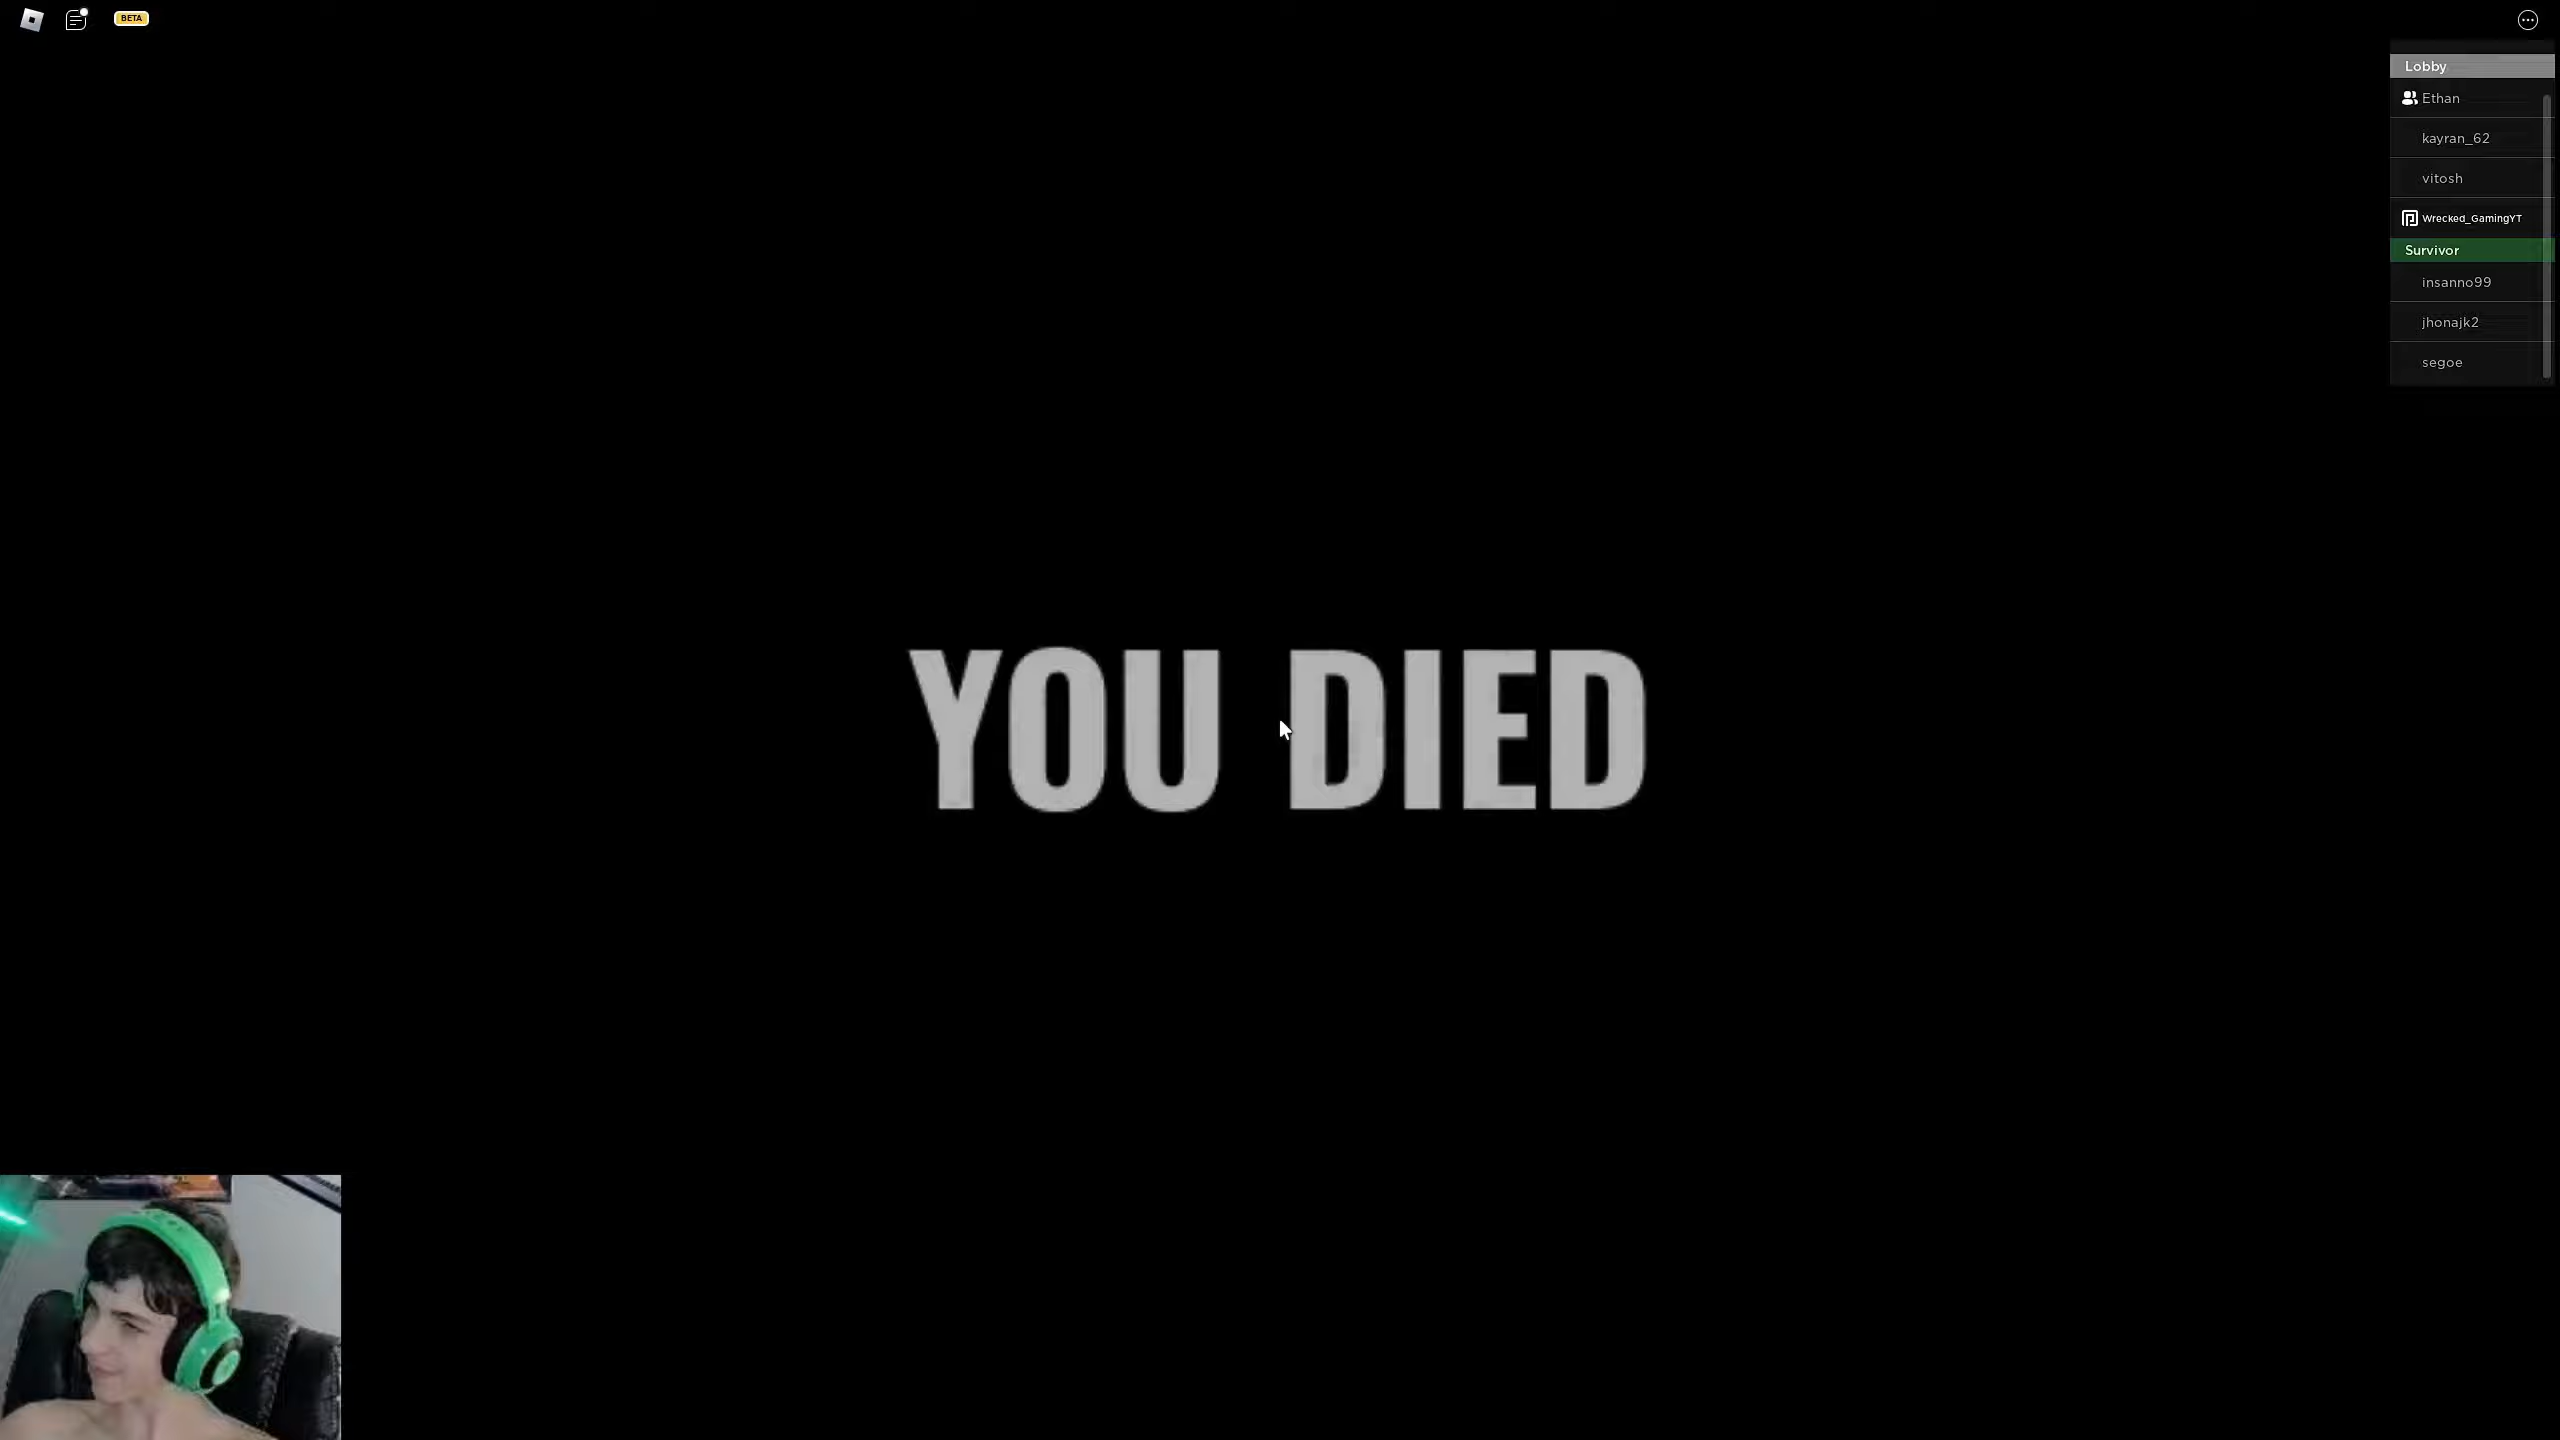 BETA
Lobby
Ethan
kayran_62
vitosh
Wrecked_GamingYT
Survivor
insanno99
jhonajk2
segoe
YOU DIED